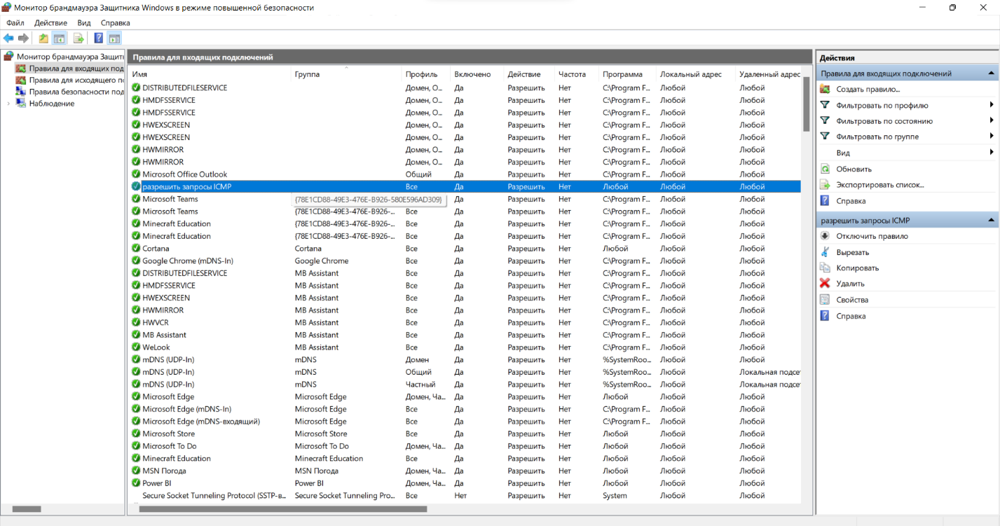 Монитор брандмауэра Защитника Windows в режиме повышенной безопасности
Файл Действие Вид Справка
Монитор брандмауэра Защити
Правила для входящих под
Правила для исходящего п
Правила безопасности под
Наблюдение
Правила для входящих подключений
Имя Группа Профиль Включено Действие Частота Программа Локальный адрес Удаленный адрес
DISTRIBUTEDFILESERVICE Домен, О... Да Разрешить Нет C:\Program F... Любой Любой
HMDFSSERVICE Домен, О... Да Разрешить Нет C:\Program F... Любой Любой
HMDFSSERVICE Домен, О... Да Разрешить Нет C:\Program F... Любой Любой
HWEXSCREEN Домен, О... Да Разрешить Нет C:\Program F... Любой Любой
HWEXSCREEN Домен, О... Да Разрешить Нет C:\Program F... Любой Любой
HWMIRROR Домен, О... Да Разрешить Нет C:\Program F... Любой Любой
HWMIRROR Домен, О... Да Разрешить Нет C:\Program F... Любой Любой
Microsoft Office Outlook Общий Да Разрешить Нет C:\Program F... Любой Любой
разрешить запросы ICMP Все Да Разрешить Нет Любой Любой Любой
Microsoft Teams {78E1CD88-49E3-476E-B926-580E596AD309} Да Разрешить Нет C:\Program F... Любой Любой
Microsoft Teams {78E1CD88-49E3-476E-B926-... Все Да Разрешить Нет C:\Program F... Любой Любой
Minecraft Education {78E1CD88-49E3-476E-B926-... Все Да Разрешить Нет C:\Program F... Любой Любой
Minecraft Education {78E1CD88-49E3-476E-B926-... Все Да Разрешить Нет C:\Program F... Любой Любой
Cortana Cortana Все Да Разрешить Нет Любой Любой Любой
Google Chrome (mDNS-In) Google Chrome Все Да Разрешить Нет C:\Program F... Любой Любой
DISTRIBUTEDFILESERVICE MB Assistant Все Да Разрешить Нет C:\Program F... Любой Любой
HMDFSSERVICE MB Assistant Все Да Разрешить Нет C:\Program F... Любой Любой
HWEXSCREEN MB Assistant Все Да Разрешить Нет C:\Program F... Любой Любой
HWMIRROR MB Assistant Все Да Разрешить Нет C:\Program F... Любой Любой
HWVCR MB Assistant Все Да Разрешить Нет C:\Program F... Любой Любой
MB Assistant MB Assistant Все Да Разрешить Нет C:\Program F... Любой Любой
WeLook MB Assistant Все Да Разрешить Нет C:\Program F... Любой Любой
mDNS (UDP-In) mDNS Домен Да Разрешить Нет %SystemRoo... Любой Любой
mDNS (UDP-In) mDNS Общий Да Разрешить Нет %SystemRoo... Любой Локальная подсет
mDNS (UDP-In) mDNS Частный Да Разрешить Нет %SystemRoo... Любой Локальная подсет
Microsoft Edge Microsoft Edge Домен, Ча... Да Разрешить Нет Любой Любой Любой
Microsoft Edge (mDNS-In) Microsoft Edge Все Да Разрешить Нет C:\Program F... Любой Любой
Microsoft Edge (mDNS-входящий) Microsoft Edge Все Да Разрешить Нет C:\Program F... Любой Любой
Microsoft Store Microsoft Store Все Да Разрешить Нет Любой Любой Любой
Microsoft To Do Microsoft To Do Домен, Ча... Да Разрешить Нет Любой Любой Любой
Minecraft Education Minecraft Education Все Да Разрешить Нет Любой Любой Любой
MSN Погода MSN Погода Домен, Ча... Да Разрешить Нет Любой Любой Любой
Power BI Power BI Домен, Ча... Да Разрешить Нет Любой Любой Любой
Secure Socket Tunneling Protocol (SSTP-в... Secure Socket Tunneling Pro... Все Нет Разрешить Нет System Любой Любой
Действия
Правила для входящих подключений
Создать правило...
Фильтровать по профилю
Фильтровать по состоянию
Фильтровать по группе
Вид
Обновить
Экспортировать список...
Справка
разрешить запросы ICMP
Отключить правило
Вырезать
Копировать
Удалить
Свойства
Справка